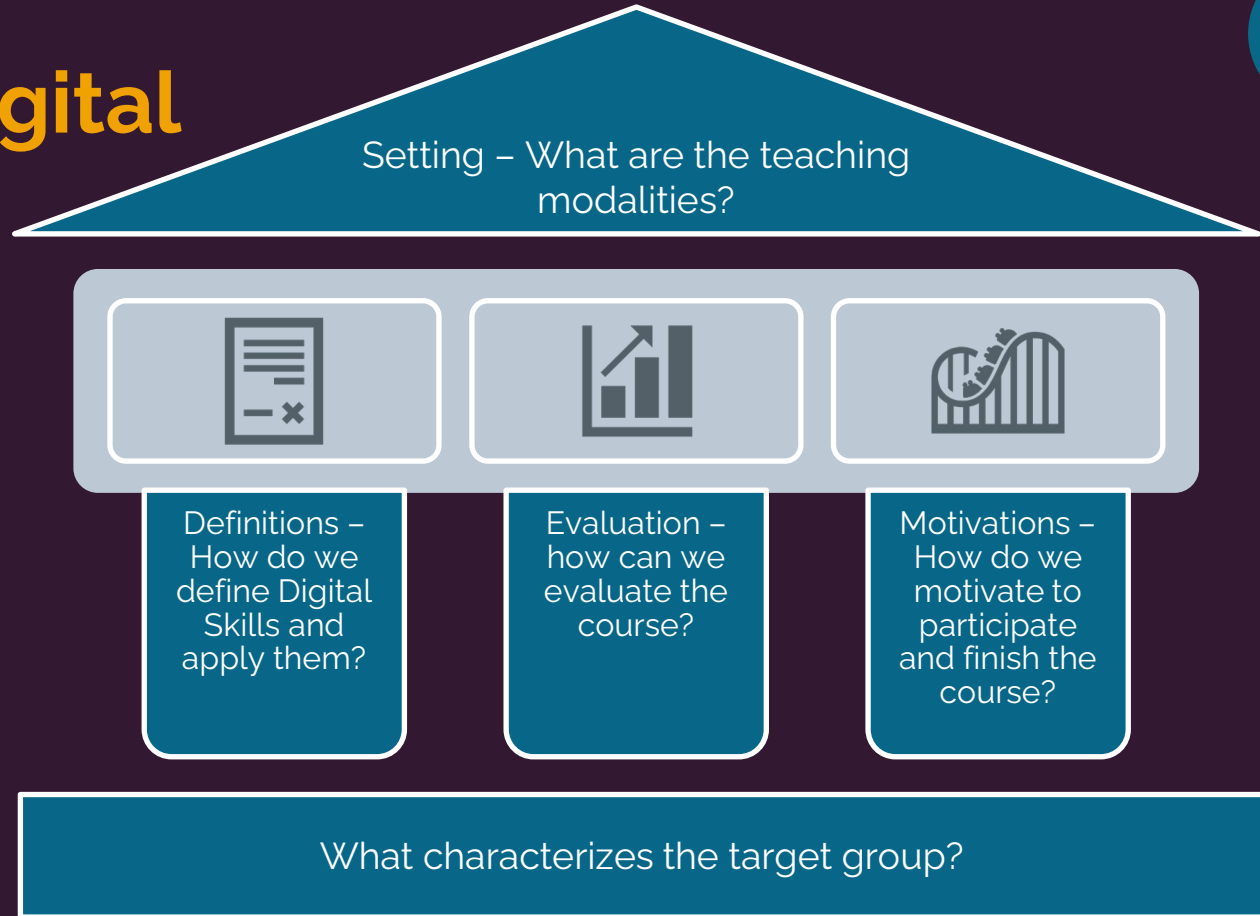 gital
Setting – What are the teaching
modalities?
Definitions –
How do we
define Digital
Skills and
apply them?
Evaluation –
how can we
evaluate the
course?
Motivations –
How do we
motivate to
participate
and finish the
course?
What characterizes the target group?